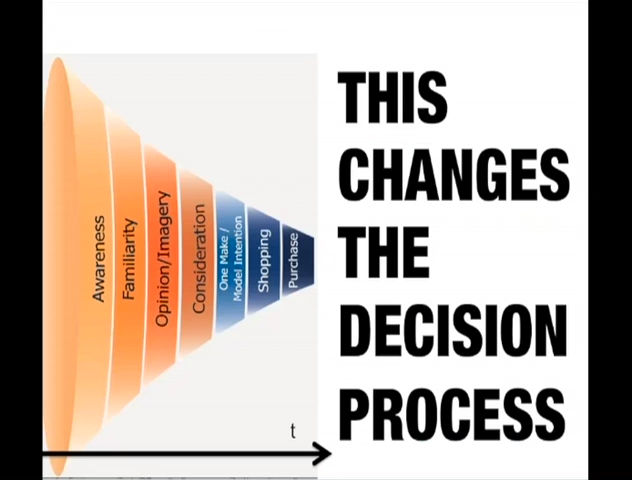 Awareness
Familiarity
Opinion/Imagery
Consideration
One Make /
Model Intention
Shopping
Purchase
t
THIS
CHANGES
THE
DECISION
PROCESS